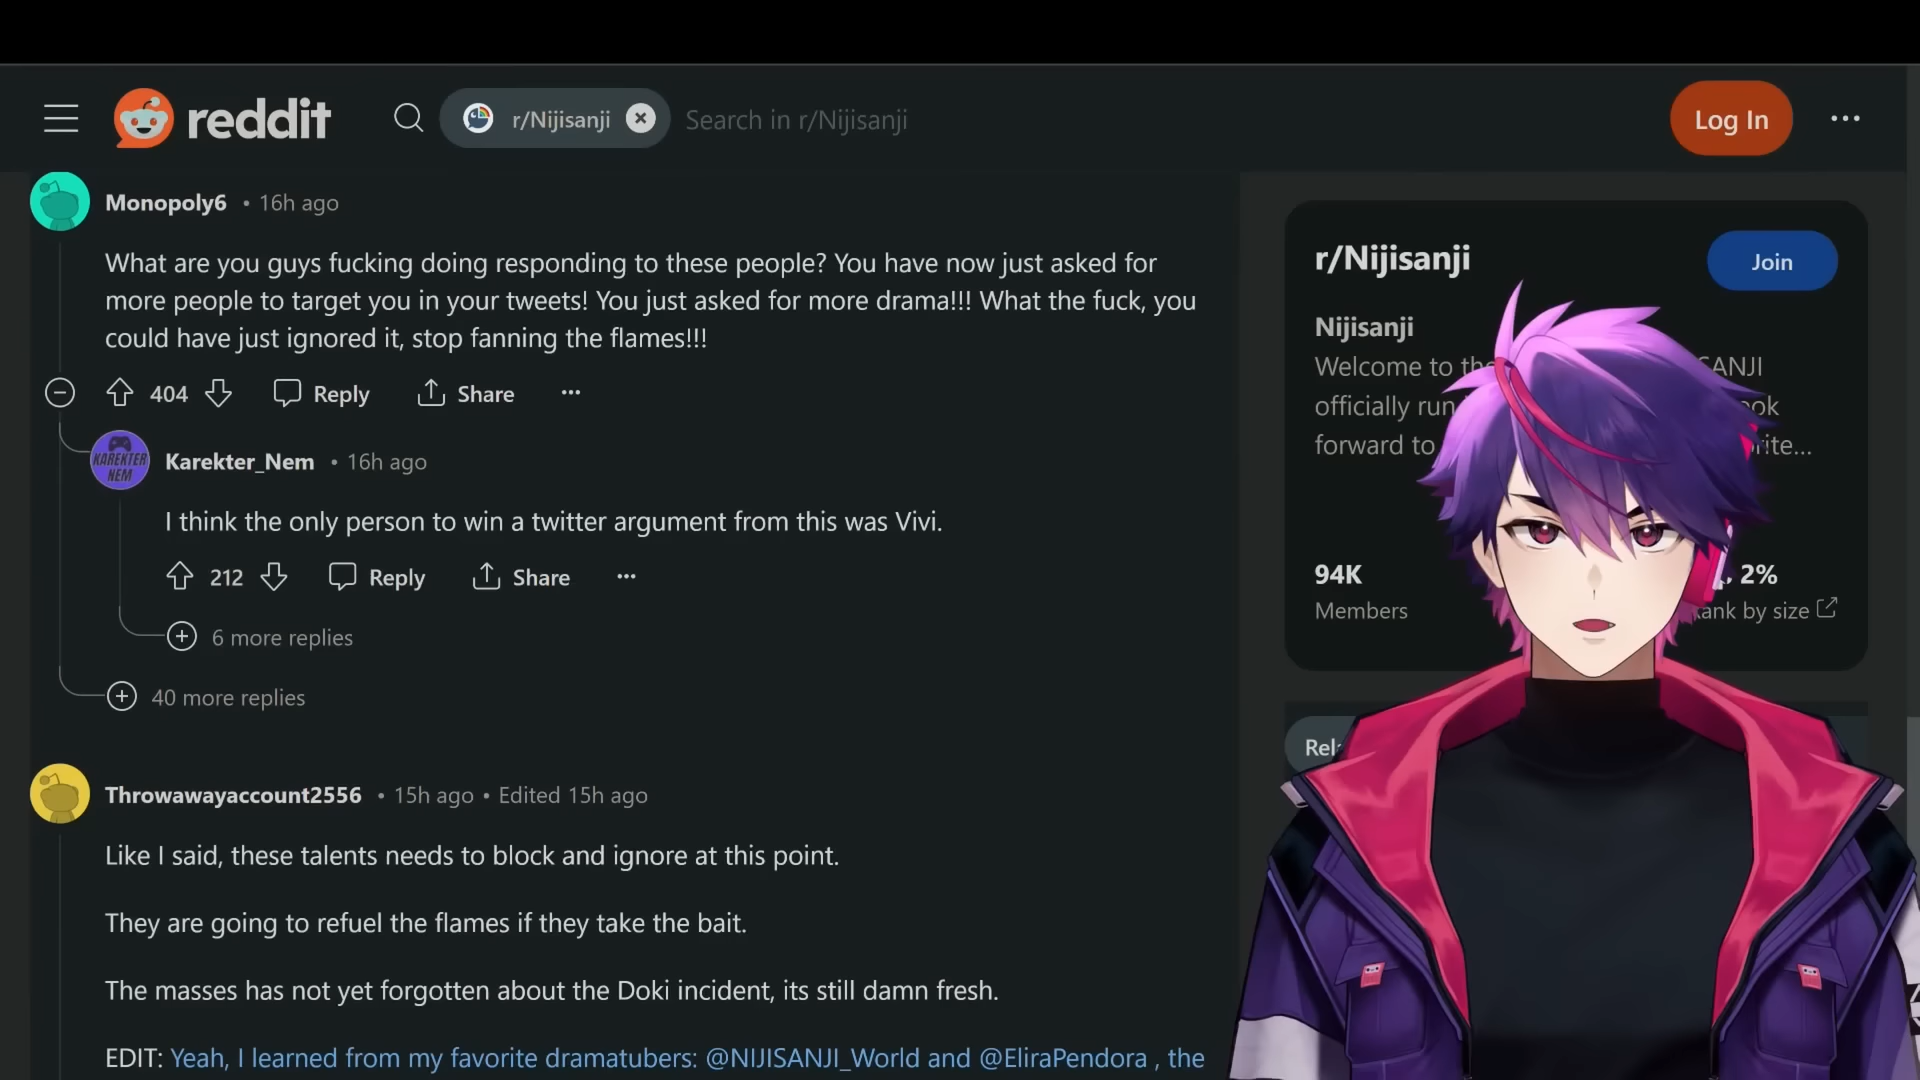 reddit
r/Nijisanji
Search in r/Nijisanji
Log In
Monopoly6 • 16h ago
What are you guys fucking doing responding to these people? You have now just asked for
more people to target you in your tweets! You just asked for more drama!!! What the fuck, you
could have just ignored it, stop fanning the flames!!!
404 Reply Share
KAREKTER
NEM
Karekter_Nem • 16h ago
I think the only person to win a twitter argument from this was Vivi.
212 Reply Share
6 more replies
40 more replies
Throwawayaccount2556 • 15h ago • Edited 15h ago
Like I said, these talents needs to block and ignore at this point.
They are going to refuel the flames if they take the bait.
The masses has not yet forgotten about the Doki incident, its still damn fresh.
EDIT: Yeah, I learned from my favorite dramatubers: @NIJISANJI_World and @EliraPendora , the
r/Nijisanji
Join
Nijisanji
Welcome to
officially run
forward to
94K 2%
Members by size